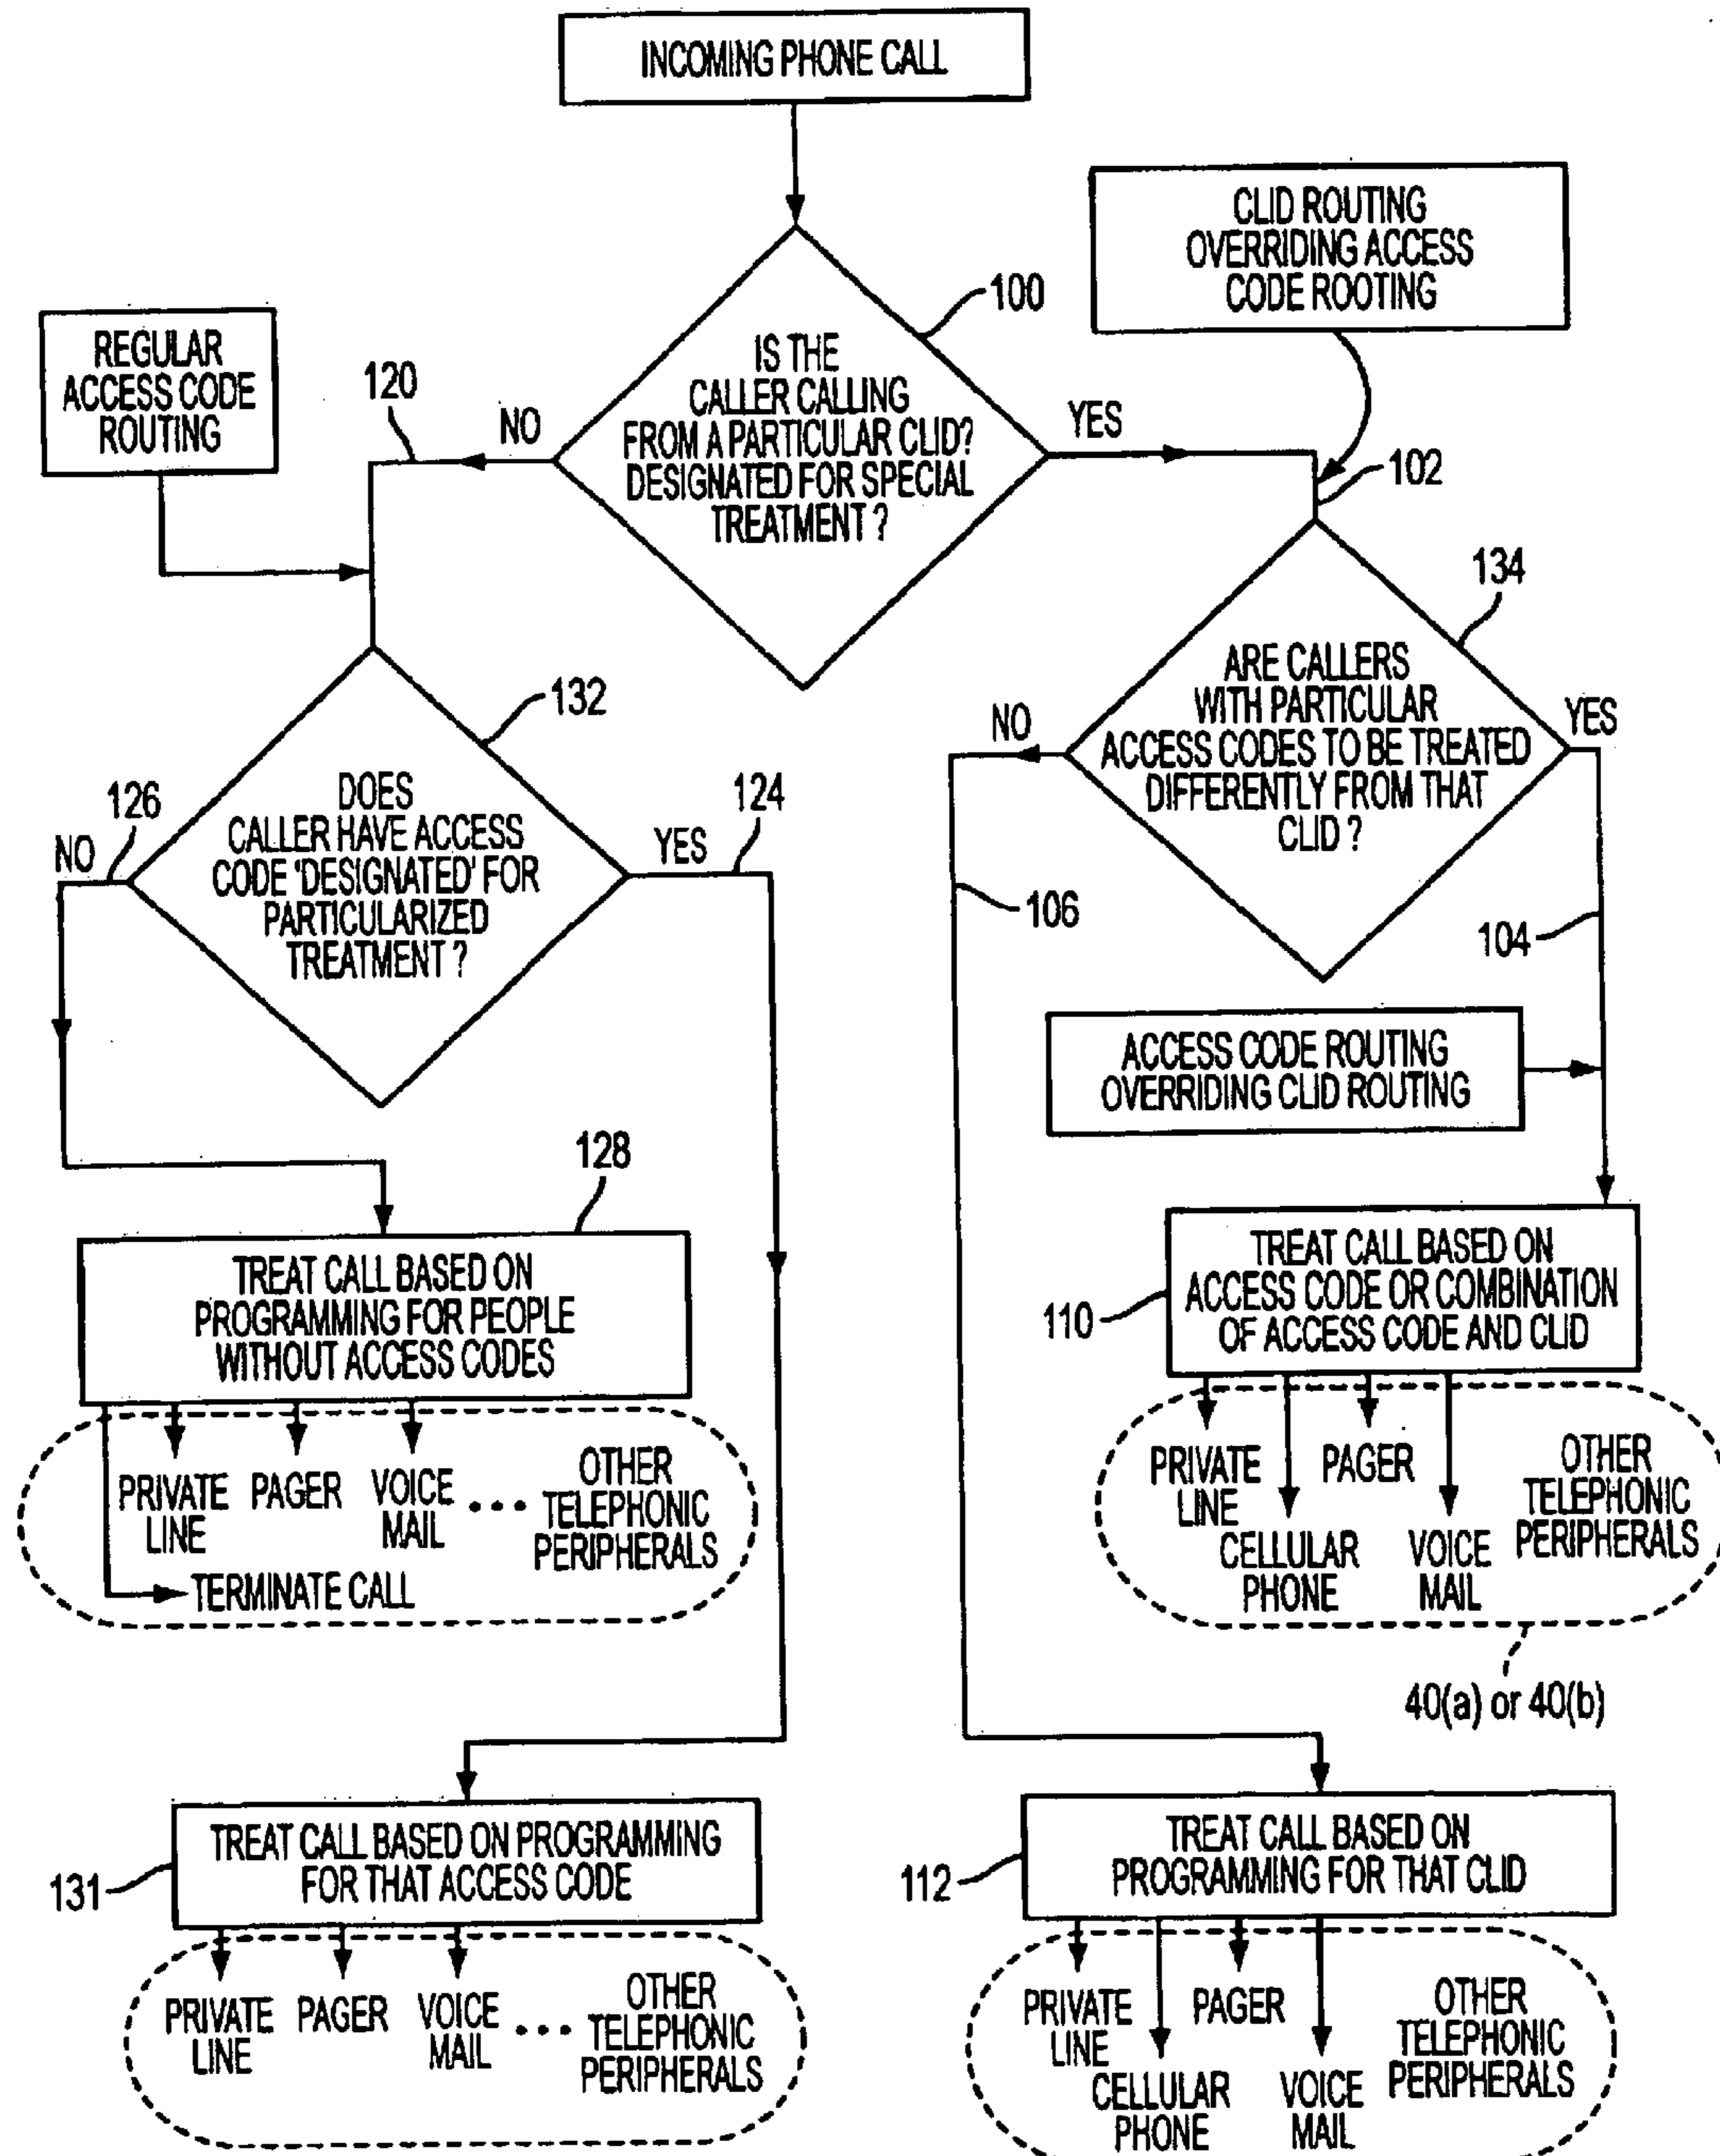 INCOMING PHONE CALL
CLID ROUTING
OVERRIDING ACCESS
CODE ROOTING
100
REGULAR
ACCESS CODE
ROUTING
120
NO
IS THE
CALLER CALLING
FROM A PARTICULAR CLID?
DESIGNATED FOR SPECIAL
TREATMENT ?
YES
102
134
132
ARE CALLERS
WITH PARTICULAR
ACCESS CODES TO BE TREATED
DIFFERENTLY FROM THAT
CLID ?
NO
YES
126
NO
DOES
CALLER HAVE ACCESS
CODE 'DESIGNATED' FOR
PARTICULARIZED
TREATMENT ?
YES
124
106
104
ACCESS CODE ROUTING
OVERRIDING CLID ROUTING
128
TREAT CALL BASED ON
PROGRAMMING FOR PEOPLE
WITHOUT ACCESS CODES
110
TREAT CALL BASED ON
ACCESS CODE OR COMBINATION
OF ACCESS CODE AND CLID
PRIVATE
LINE
PAGER
VOICE
MAIL
...
OTHER
TELEPHONIC
PERIPHERALS
TERMINATE CALL
PRIVATE
LINE
CELLULAR
PHONE
PAGER
VOICE
MAIL
OTHER
TELEPHONIC
PERIPHERALS
40(a) or 40(b)
131
TREAT CALL BASED ON PROGRAMMING
FOR THAT ACCESS CODE
112
TREAT CALL BASED ON
PROGRAMMING FOR THAT CLID
PRIVATE
LINE
PAGER
VOICE
MAIL
...
OTHER
TELEPHONIC
PERIPHERALS
PRIVATE
LINE
CELLULAR
PHONE
PAGER
VOICE
MAIL
OTHER
TELEPHONIC
PERIPHERALS